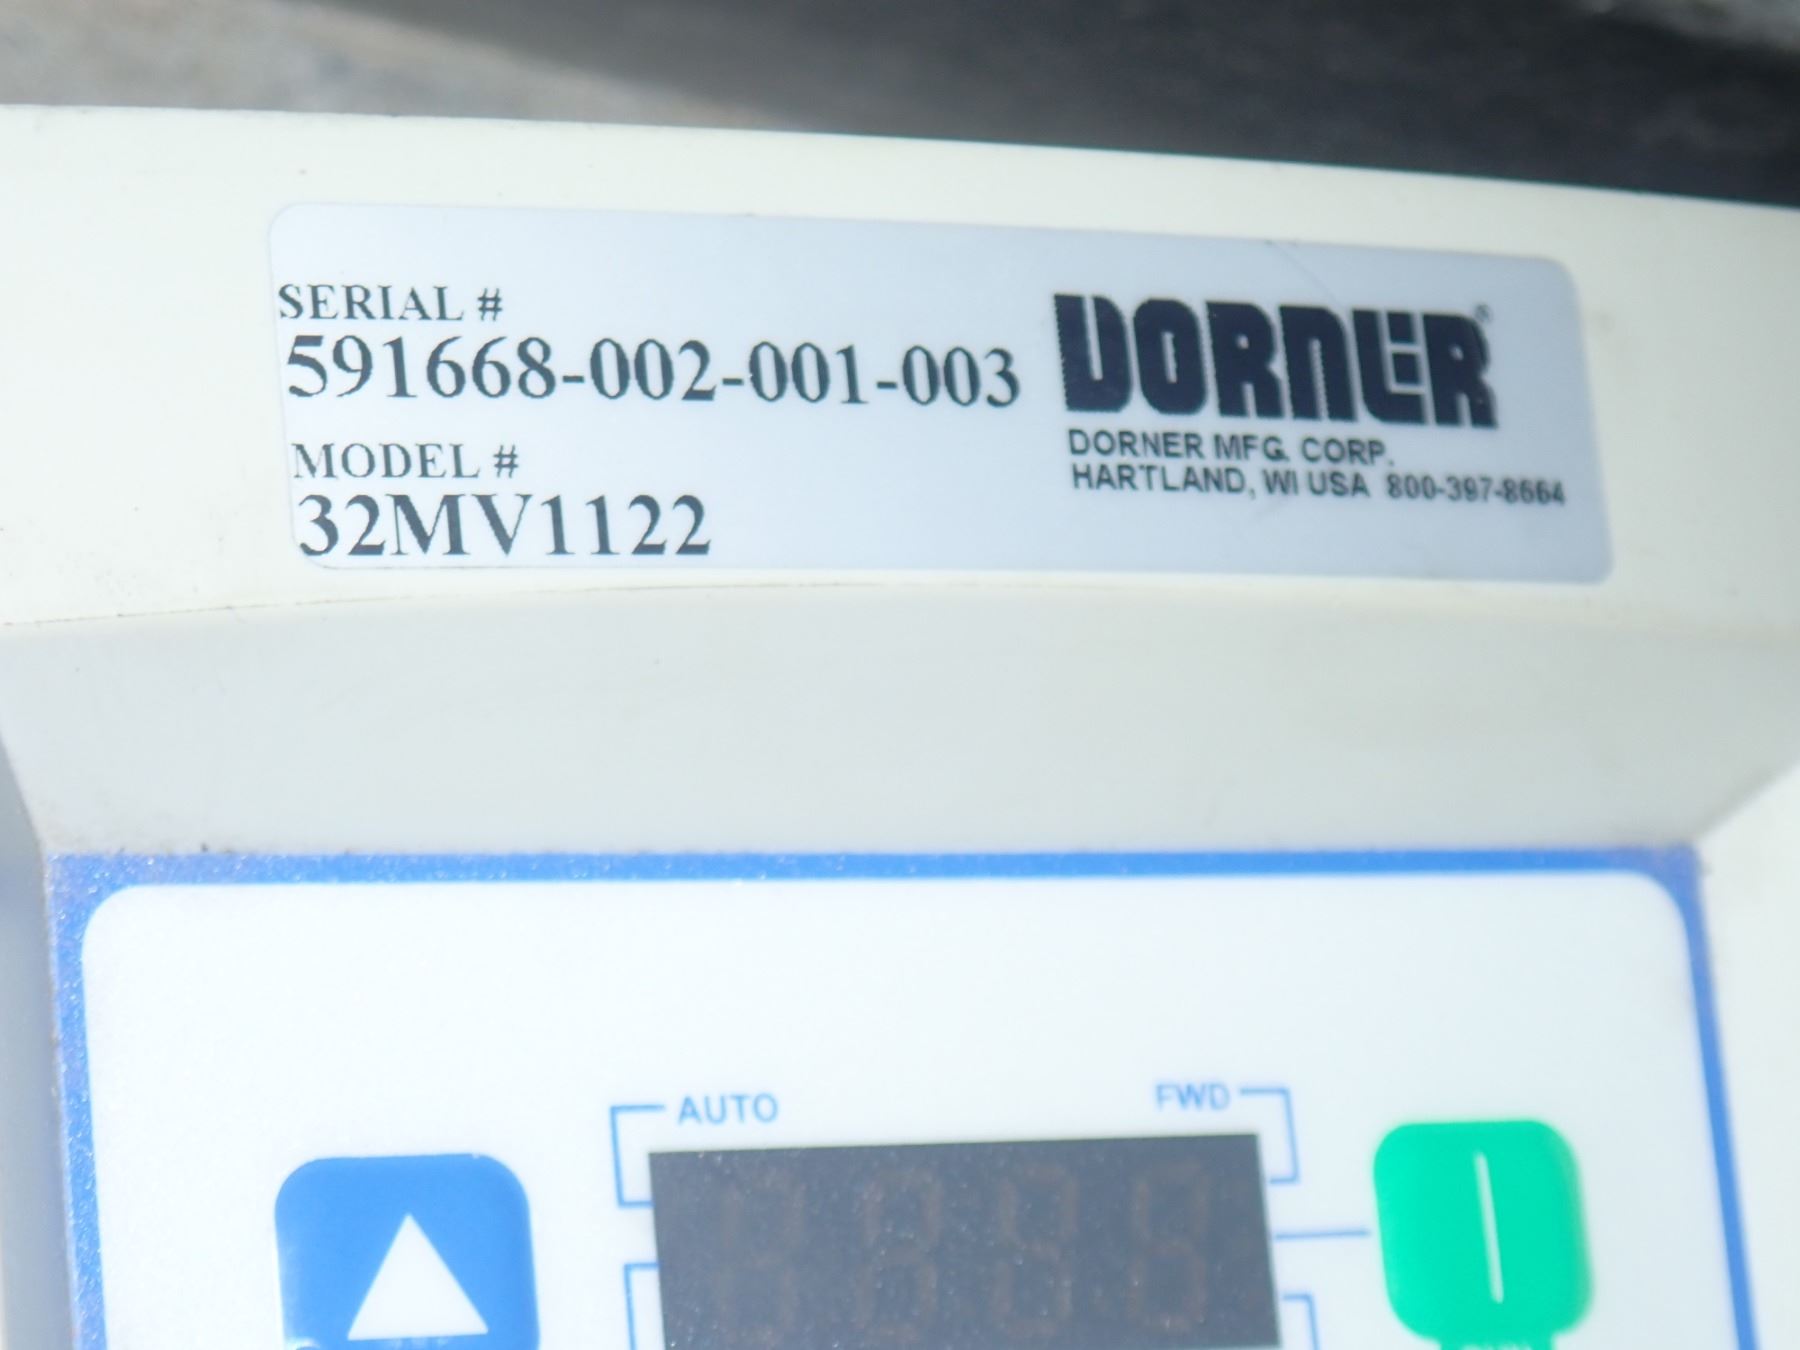 SERIAL #
591668-002-001-003
MODEL #
32MV1122
DORNER®
DORNER MFG. CORP.
HARTLAND, WI USA 800-397-8664
AUTO
FWD